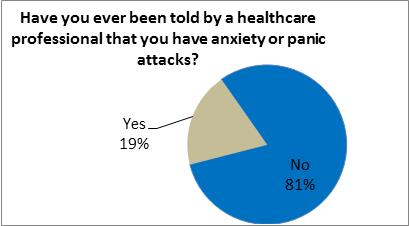 Have you ever been told by a healthcare
professional that you have anxiety or panic
attacks?
Yes
19%
No
81%